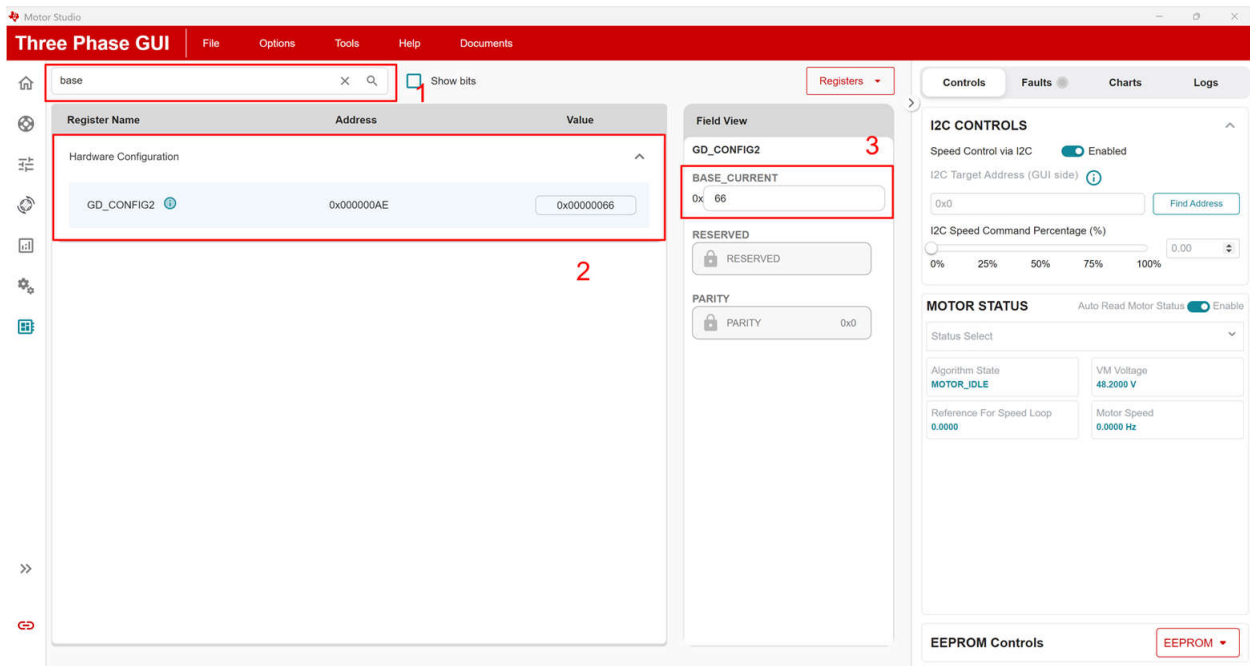 Motor Studio
Three Phase GUI File Options Tools Help Documents
base Show bits Registers
1
Register Name Address Value
Hardware Configuration
GD_CONFIG2 0x000000AE 0x00000066
2
Field View
GD_CONFIG2
3
BASE_CURRENT
0x 66
RESERVED
RESERVED
PARITY
PARITY 0x0
Controls Faults Charts Logs
I2C CONTROLS
Speed Control via I2C Enabled
I2C Target Address (GUI side)
0x0 Find Address
I2C Speed Command Percentage (%)
0.00
0% 25% 50% 75% 100%
MOTOR STATUS Auto Read Motor Status Enable
Status Select
Algorithm State VM Voltage
MOTOR_IDLE 48.2000 V
Reference For Speed Loop Motor Speed
0.0000 0.0000 Hz
EEPROM Controls EEPROM